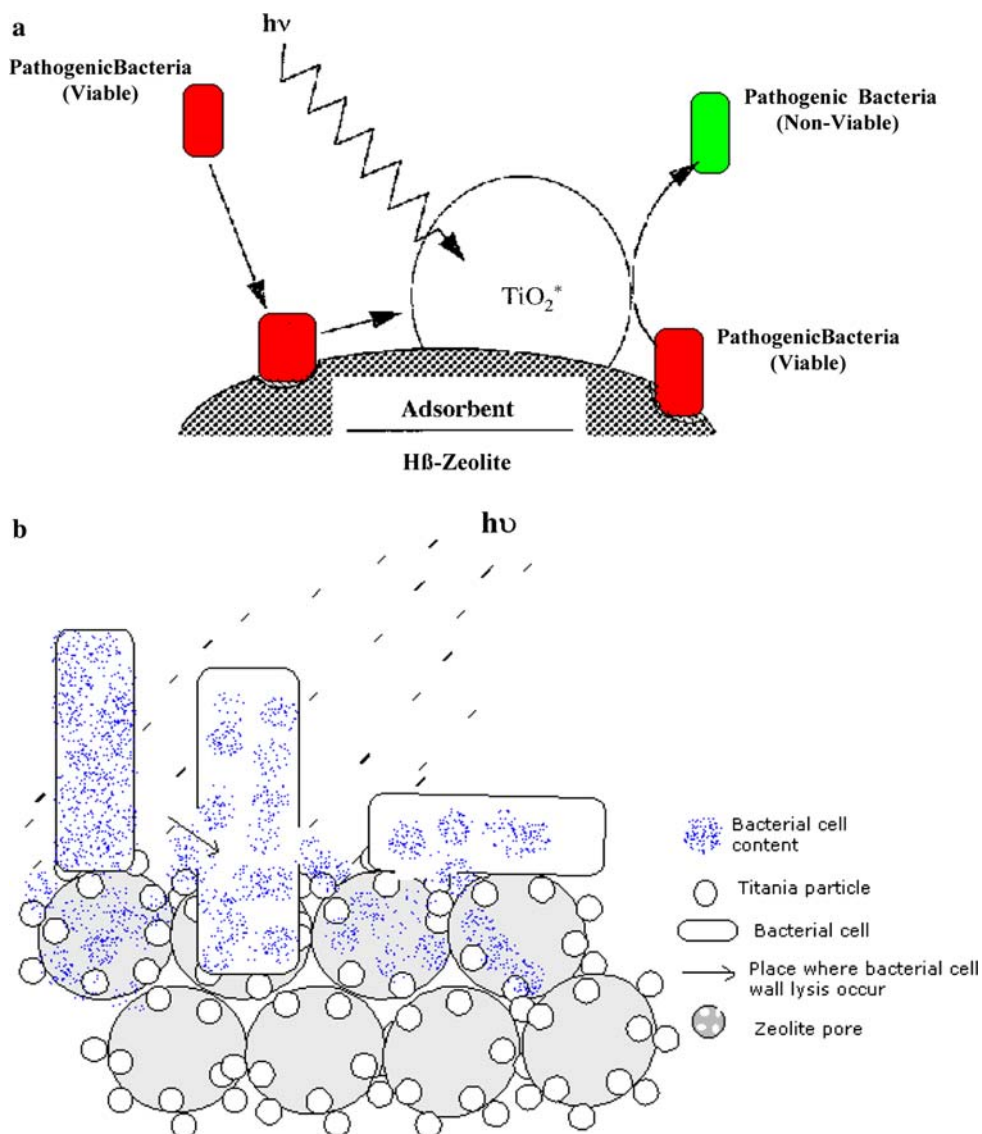 a
hν
PathogenicBacteria
(Viable)
Pathogenic Bacteria
(Non-Viable)
TiO2*
PathogenicBacteria
(Viable)
Adsorbent
Hß-Zeolite
b
hυ
Bacterial cell
content
Titania particle
Bacterial cell
Place where bacterial cell
wall lysis occur
Zeolite pore